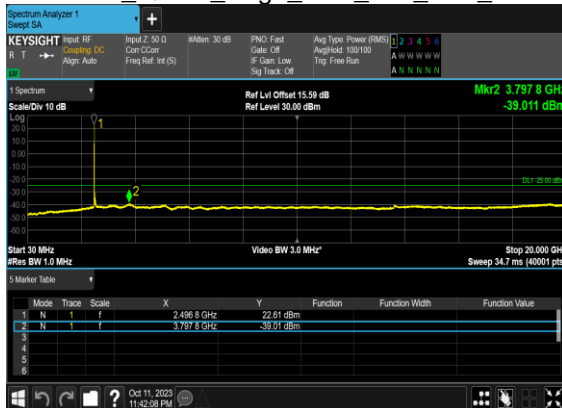 Spectrum Analyzer 1
Swept SA
+
KEYSIGHT Input: RF Input Z: 50 Ω #Atten: 30 dB PNO: Fast Avg Type: Power (RMS) 1 2 3 4 5 6
R T Coupling: DC Corr CCorr Gate: Off Avg|Hold: 100/100 A W W W W W
Align: Auto Freq Ref: Int (S) IF Gain: Low Trig: Free Run
Sig Track: Off A N N N N N
LXI
1 Spectrum Ref Lvl Offset 15.59 dB Mkr2 3.797 8 GHz
Scale/Div 10 dB Ref Level 30.00 dBm -39.011 dBm
Log
1
20.0
10.0
0.00
-10.0
-20.0
DL1 -25.00 dBm
-30.0
2
-40.0
-50.0
-60.0
Start 30 MHz Video BW 3.0 MHz* Stop 20.000 GHz
#Res BW 1.0 MHz Sweep 34.7 ms (40001 pts)
5 Marker Table
Mode Trace Scale X Y Function Function Width Function Value
1 N 1 f 2.496 8 GHz 22.61 dBm
2 N 1 f 3.797 8 GHz -39.01 dBm
3
4
5
6
? Oct 11, 2023
11:42:08 PM